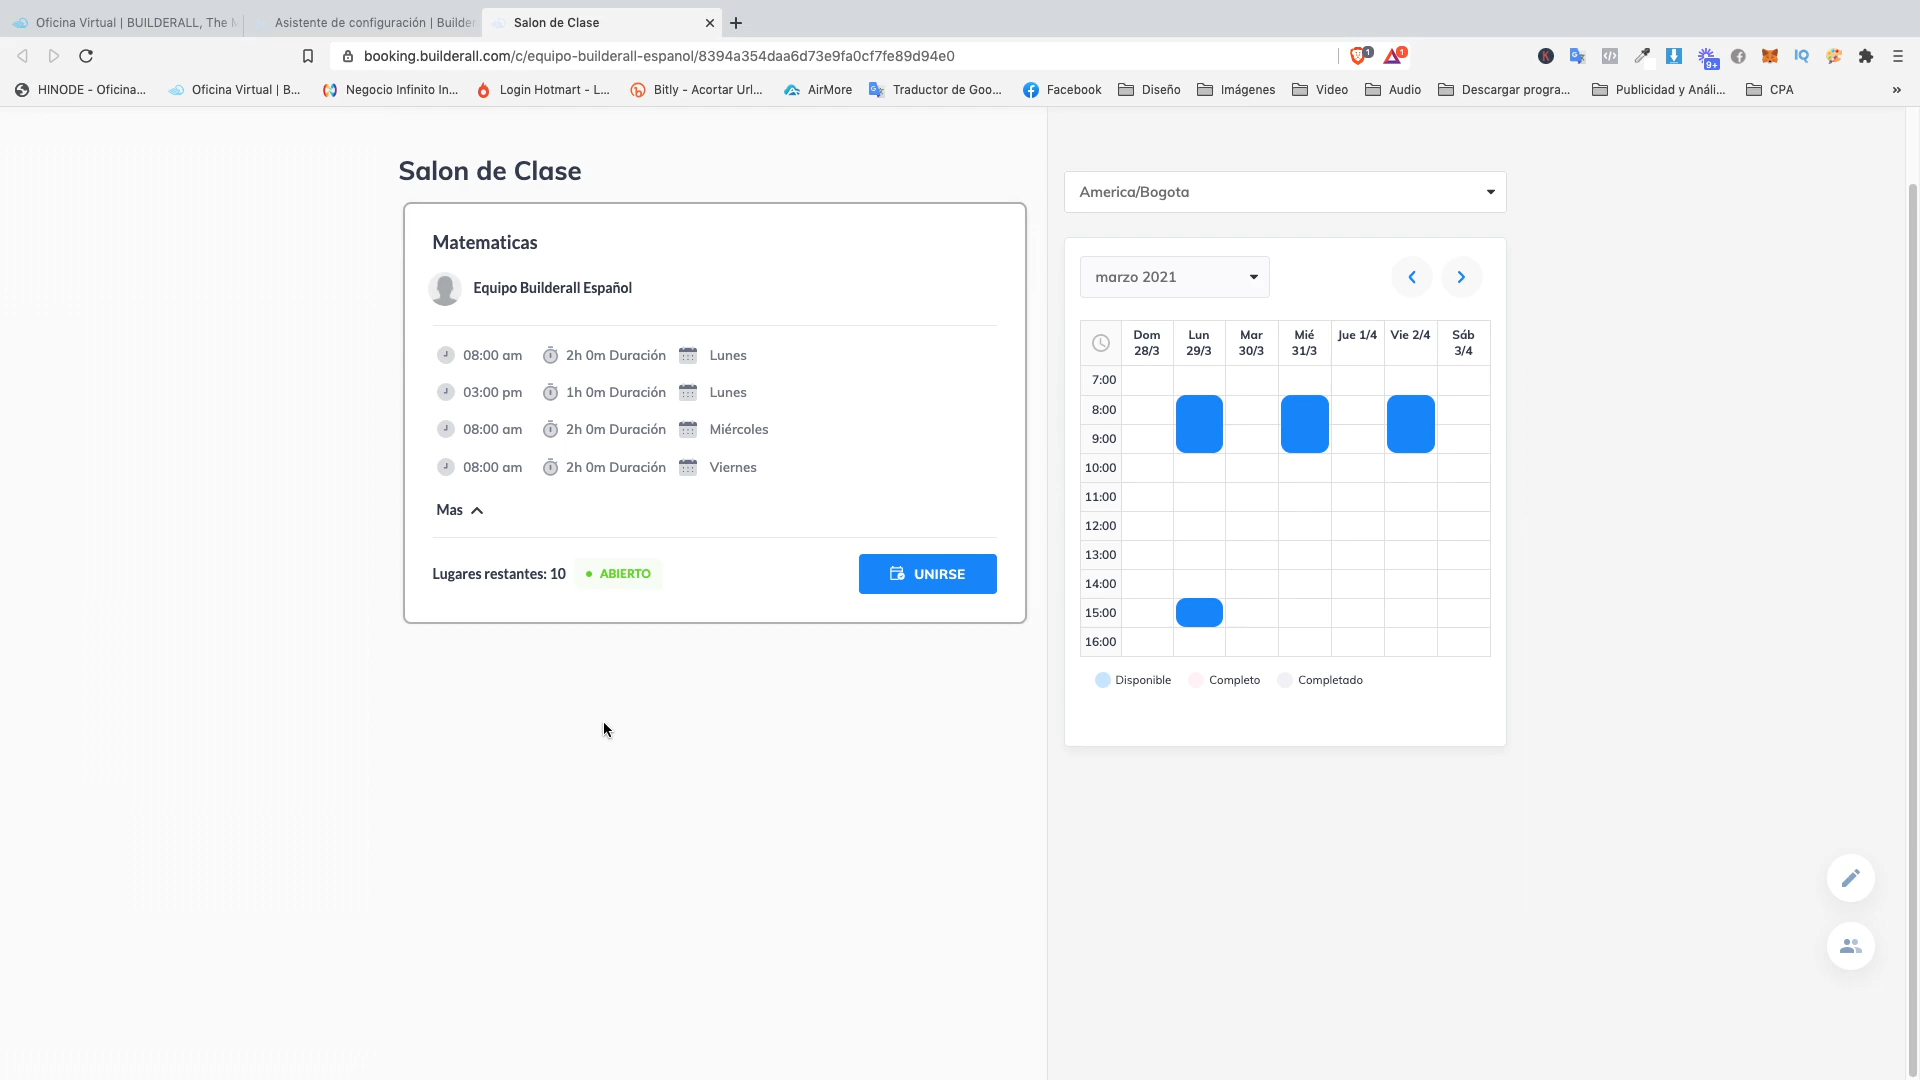 Oficina Virtual | BUILDERALL, The
Asistente de configuración | Builder
Salon de Clase
booking.builderall.com/c/equipo-builderall-espanol/8394a354daa6d73e9fa0cf7fe89d94e0
1
1
9+
HINODE - Oficina...
Oficina Virtual | B...
Negocio Infinito In...
Login Hotmart - L...
Bitly - Acortar Url...
AirMore
Traductor de Goo...
Facebook
Diseño
Imágenes
Video
Audio
Descargar progra...
Publicidad y Análi...
CPA
»
Salon de Clase
Matematicas
Equipo Builderall Español
08:00 am 2h 0m Duración Lunes
03:00 pm 1h 0m Duración Lunes
08:00 am 2h 0m Duración Miércoles
08:00 am 2h 0m Duración Viernes
Mas
Lugares restantes: 10 ABIERTO UNIRSE
America/Bogota
marzo 2021
Dom 28/3
Lun 29/3
Mar 30/3
Mié 31/3
Jue 1/4
Vie 2/4
Sáb 3/4
7:00
8:00
9:00
10:00
11:00
12:00
13:00
14:00
15:00
16:00
Disponible Completo Completado